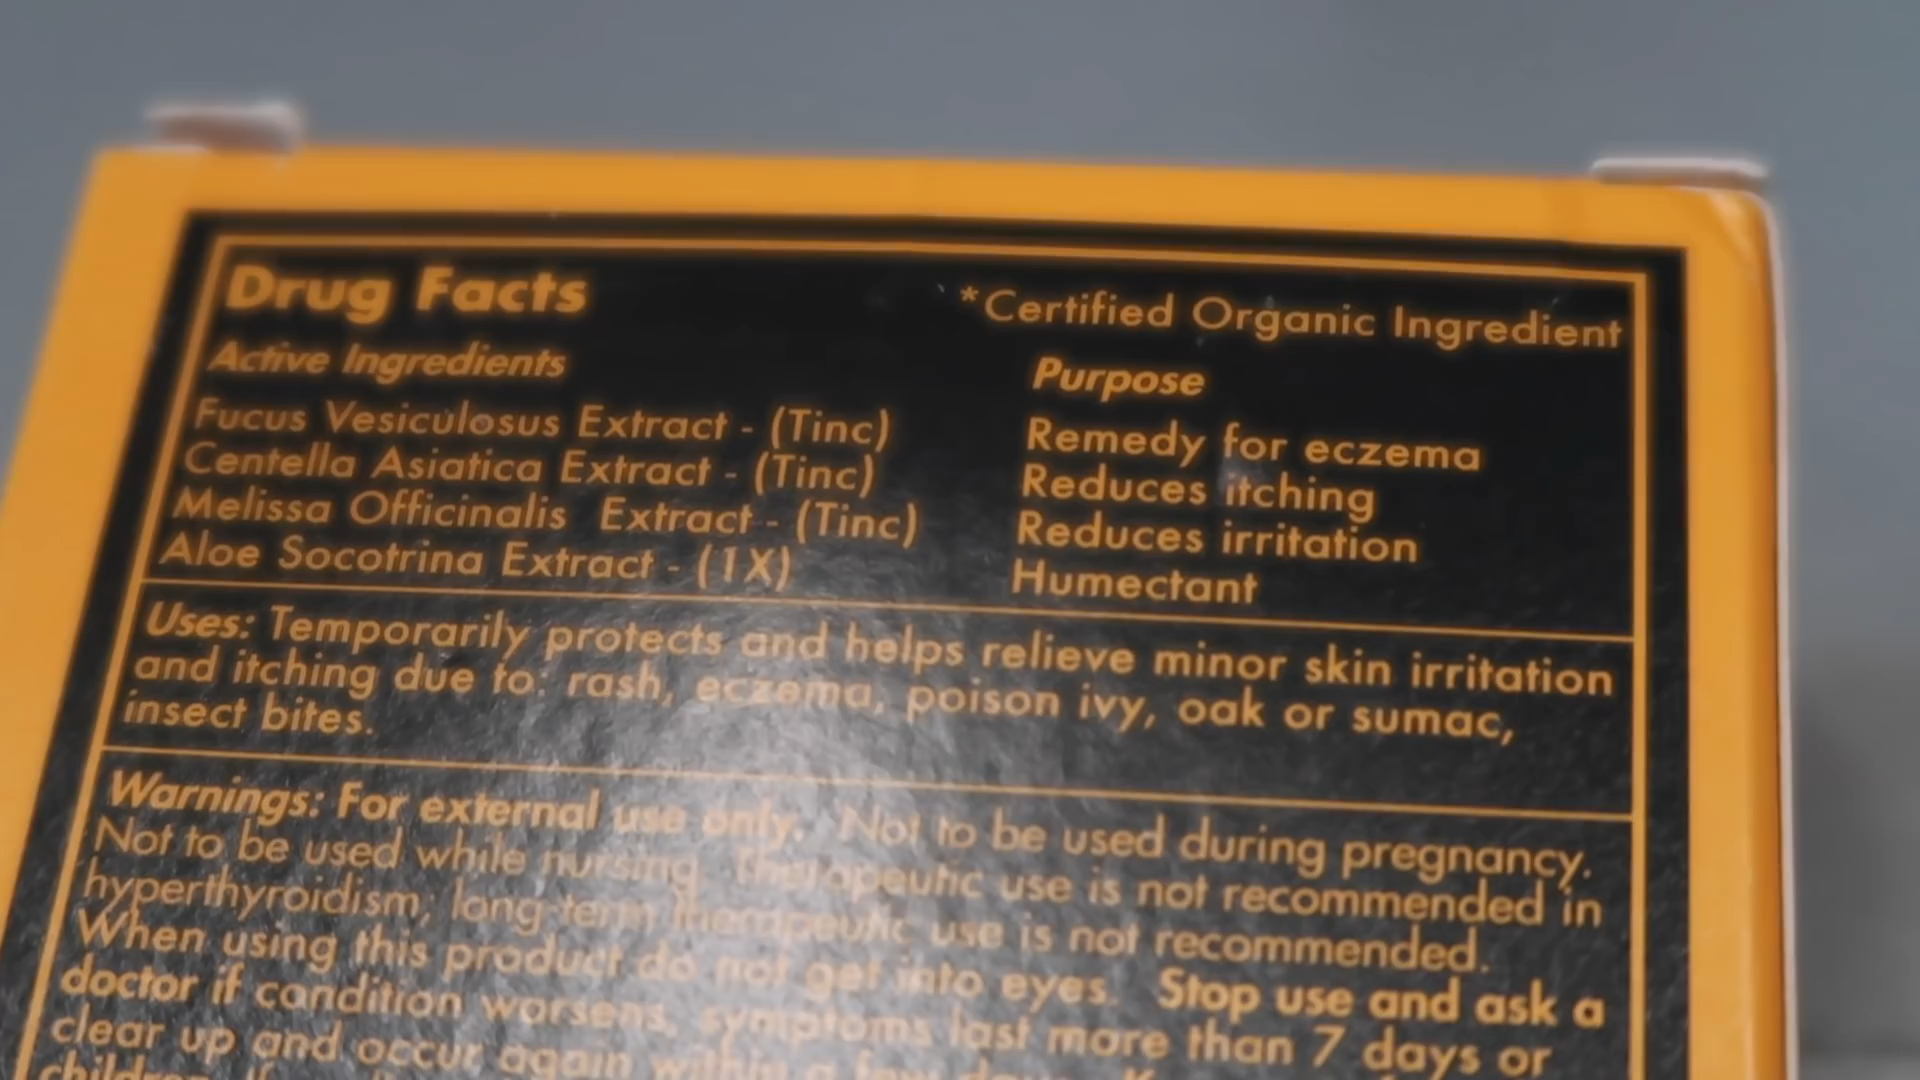 Drug Facts
*Certified Organic Ingredient
Active Ingredients
Purpose
Fucus Vesiculosus Extract - (Tinc)
Remedy for eczema
Centella Asiatica Extract - (Tinc)
Reduces itching
Melissa Officinalis Extract - (Tinc)
Reduces irritation
Aloe Socotrina Extract - (1X)
Humectant
Uses: Temporarily protects and helps relieve minor skin irritation
and itching due to: rash, eczema, poison ivy, oak or sumac,
insect bites.
Warnings: For external use only. Not to be used during pregnancy.
Not to be used while nursing. Therapeutic use is not recommended in
hyperthyroidism, long-term therapeutic use is not recommended.
When using this product do not get into eyes. Stop use and ask a
doctor if condition worsens, symptoms last more than 7 days or
clear up and occur again within a few days.